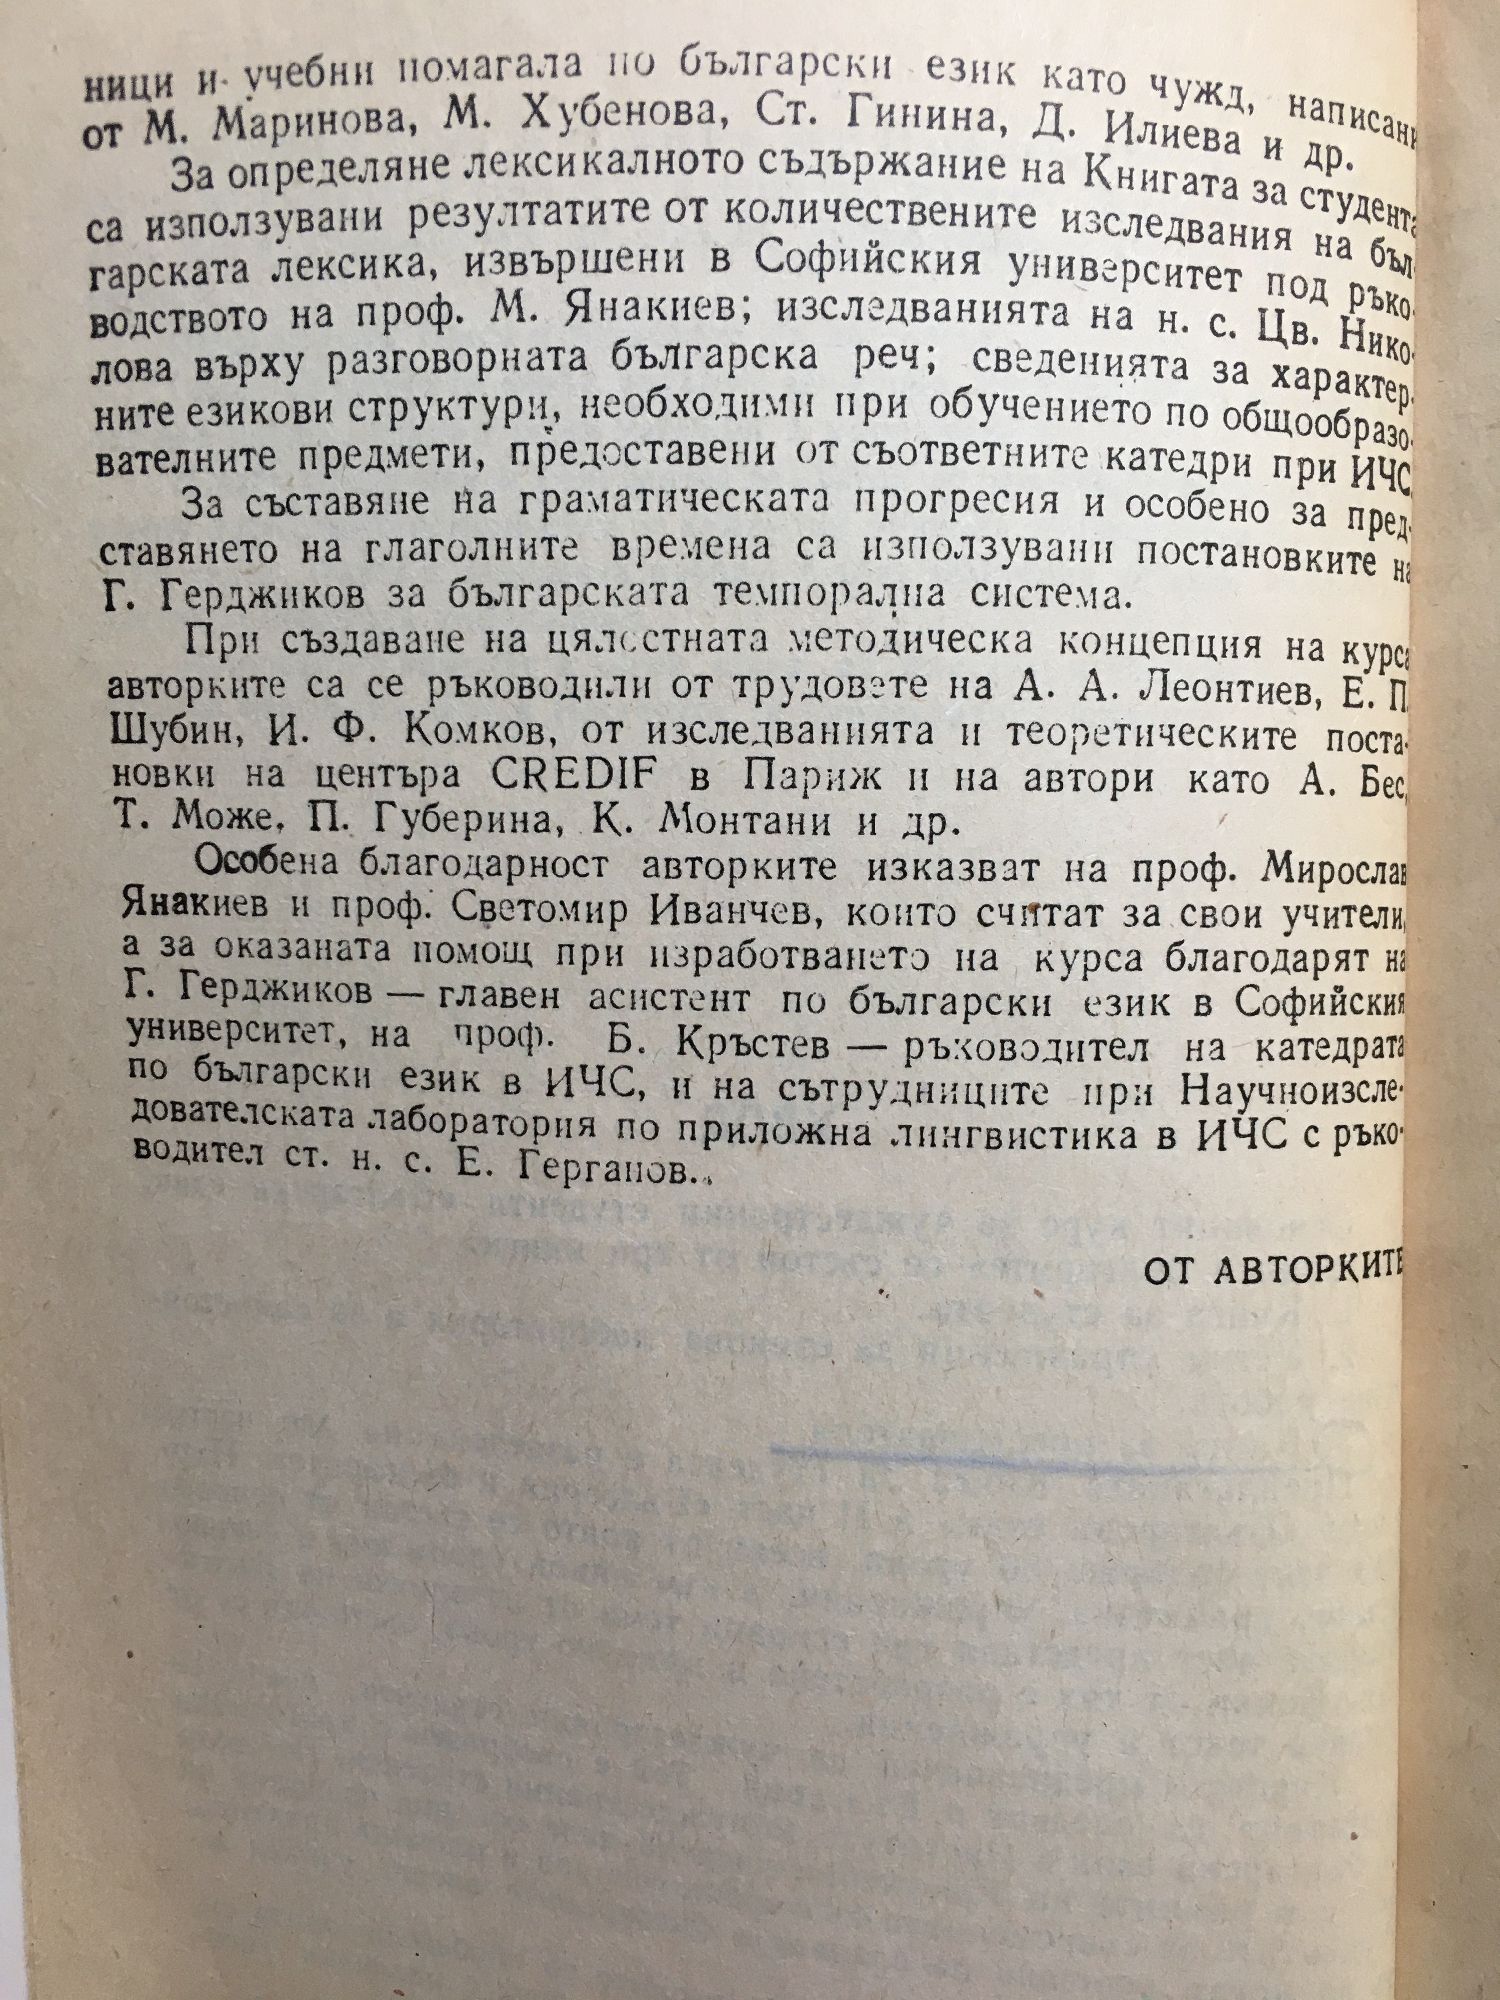 ници и учебни помагала по български език като чужд, написани
от М. Маринова, М. Хубенова, Ст. Гинина, Д. Илиева и др.
За определяне лексикалното съдържание на Книгата за студента
са използувани резултатите от количествените изследвания на бъл-
гарската лексика, извършени в Софийския университет под ръко-
водството на проф. М. Янакиев; изследванията на н. с. Цв. Нико-
лова върху разговорната българска реч; сведенията за характер-
ните езикови структури, необходими при обучението по общообразо-
вателните предмети, предоставени от съответните катедри при ИЧС.
За съставяне на граматическата прогресия и особено за пред-
ставянето на глаголните времена са използувани постановките на
Г. Герджиков за българската темпорална система.
При създаване на цялостната методическа концепция на курса
авторките са се ръководили от трудовете на А. А. Леонтиев, Е. П.
Шубин, И. Ф. Комков, от изследванията и теоретическите поста-
новки на центъра CREDIF в Париж и на автори като А. Бес,
Т. Може, П. Губерина, К. Монтани и др.
Особена благодарност авторките изказват на проф. Мирослав
Янакиев и проф. Светомир Иванчев, които считат за свои учители,
а за оказаната помощ при изработването на курса благодарят на
Г. Герджиков — главен асистент по български език в Софийския
университет, на проф. Б. Кръстев — ръководител на катедрата
по български език в ИЧС, и на сътрудниците при Научноизсле-
дователската лаборатория по приложна лингвистика в ИЧС с ръко-
водител ст. н. с. Е. Герганов.
ОТ АВТОРКИТЕ